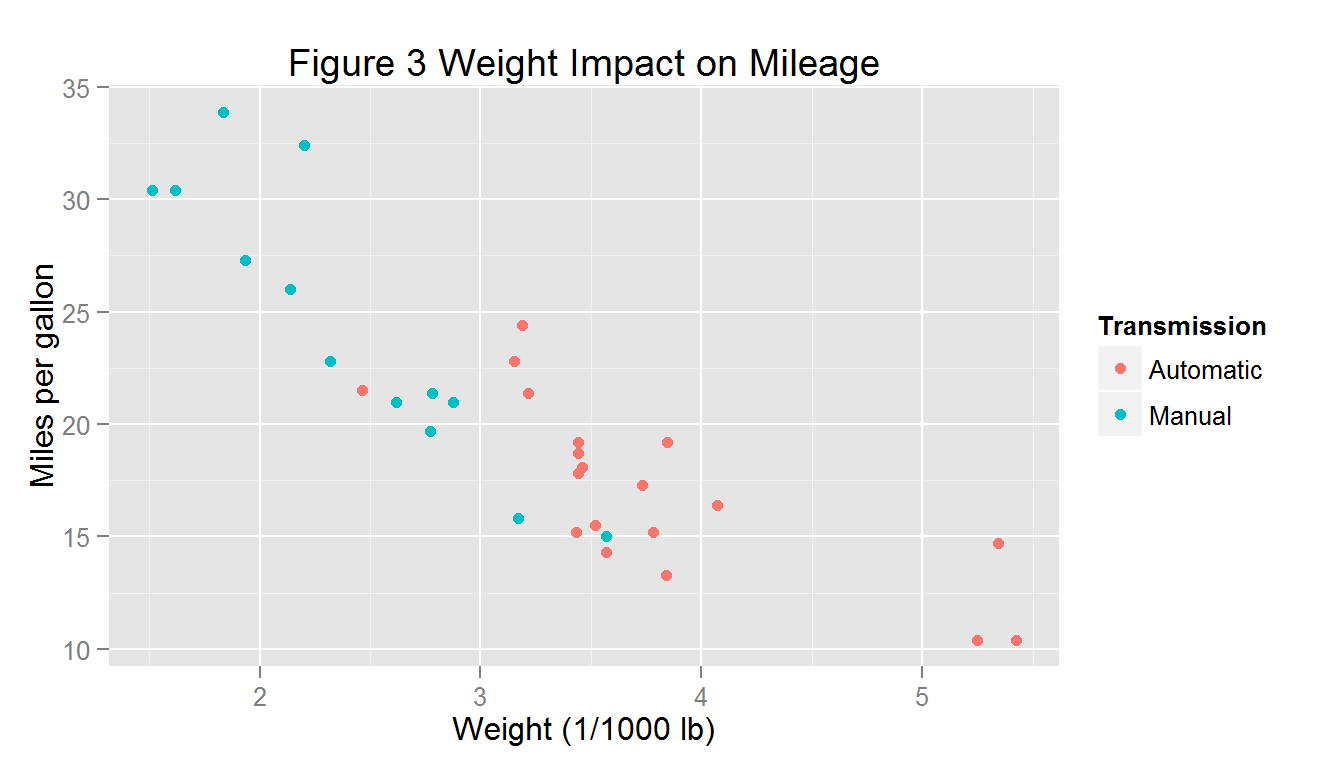 Figure 3 Weight Impact on Mileage
35
30
25
20
15
10
Miles per gallon
2 3 4 5
Weight (1/1000 lb)
Transmission
Automatic
Manual